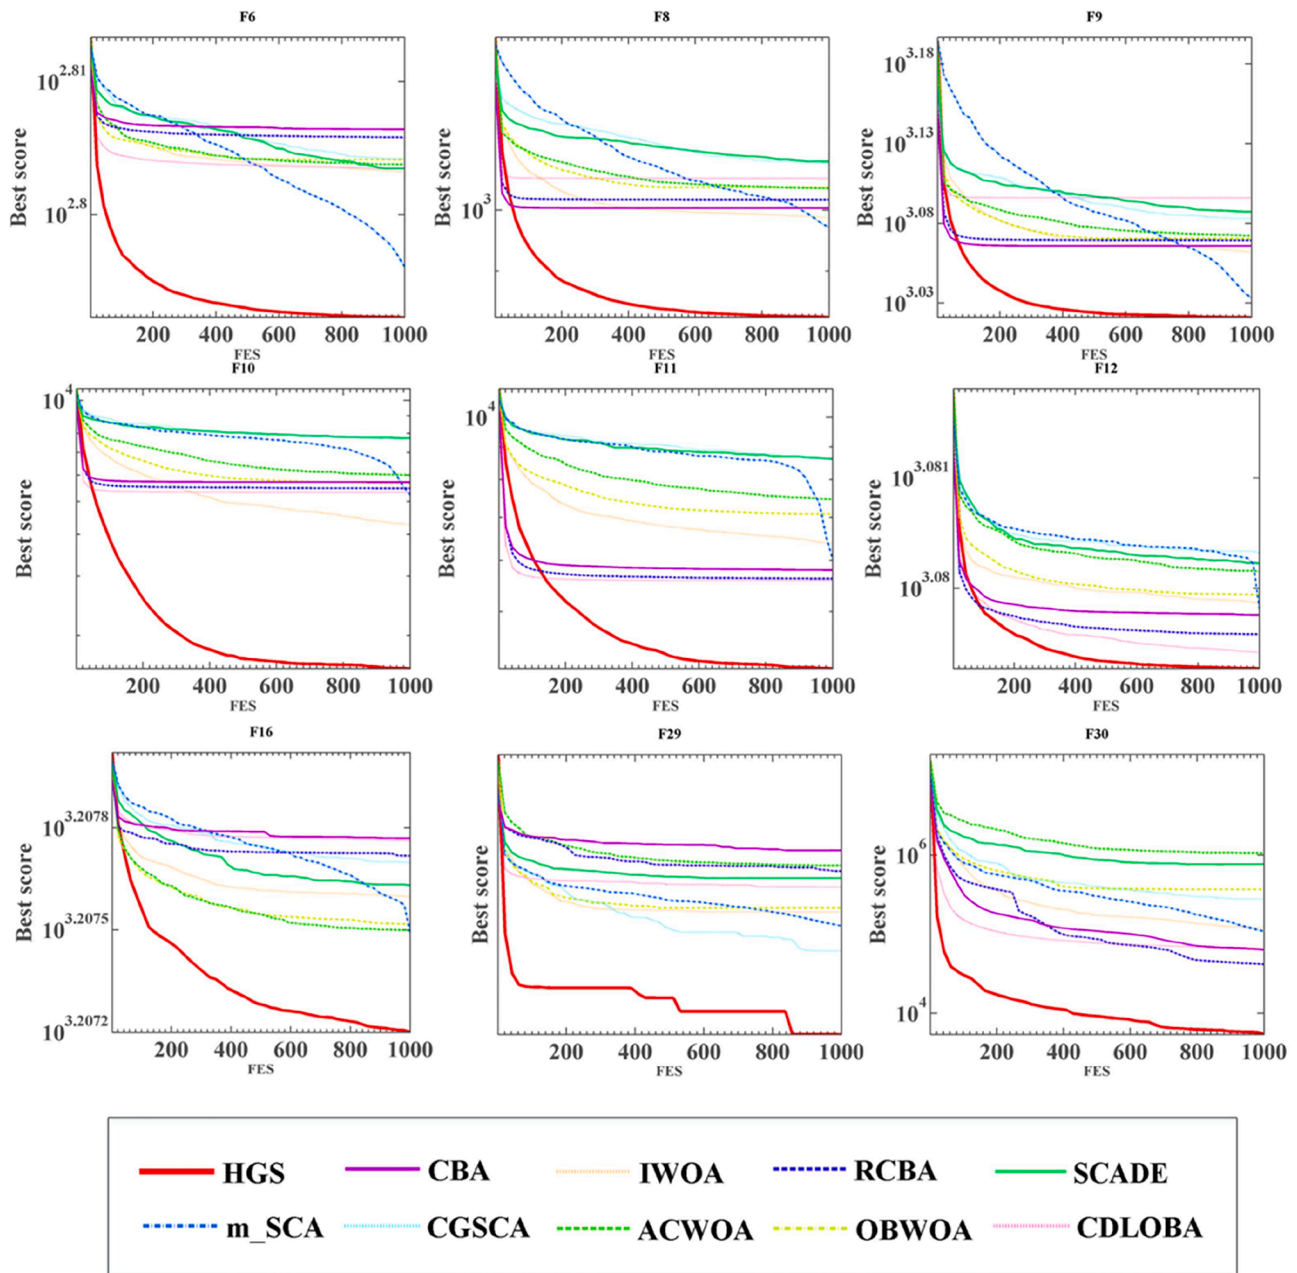 F6
F8
F9
10^2.81
10^2.8
Best score
200 400 600 800 1000
FES
10^3
Best score
200 400 600 800 1000
FES
10^3.18
10^3.13
10^3.08
10^3.03
Best score
200 400 600 800 1000
FES
F10
F11
F12
10^4
Best score
200 400 600 800 1000
FES
10^4
Best score
200 400 600 800 1000
FES
10^3.081
10^3.08
Best score
200 400 600 800 1000
FES
F16
F29
F30
10^3.2078
10^3.2075
10^3.2072
Best score
200 400 600 800 1000
FES
Best score
200 400 600 800 1000
FES
10^6
10^4
Best score
200 400 600 800 1000
FES
HGS CBA IWOA RCBA SCADE
m_SCA CGSCA ACWOA OBWOA CDLOBA